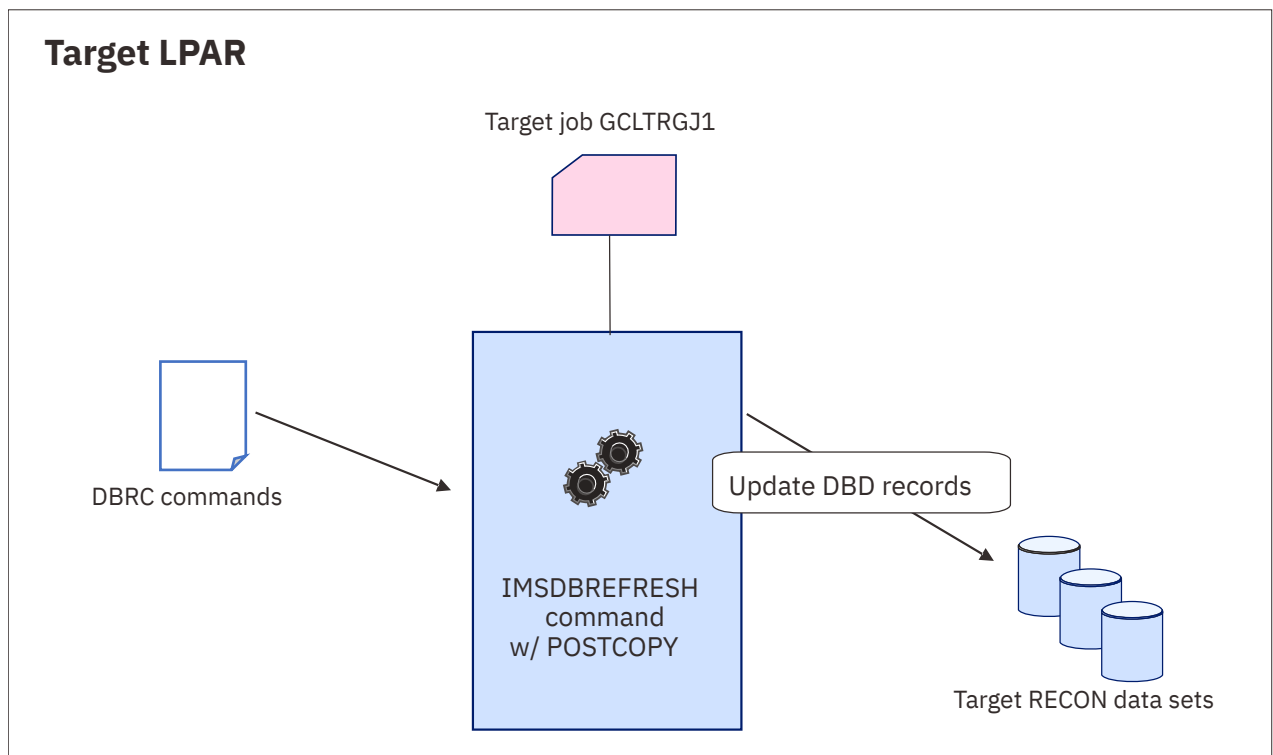 Target LPAR
Target job GCLTRGJ1
DBRC commands
Update DBD records
IMSDBREFRESH
command
w/ POSTCOPY
Target RECON data sets